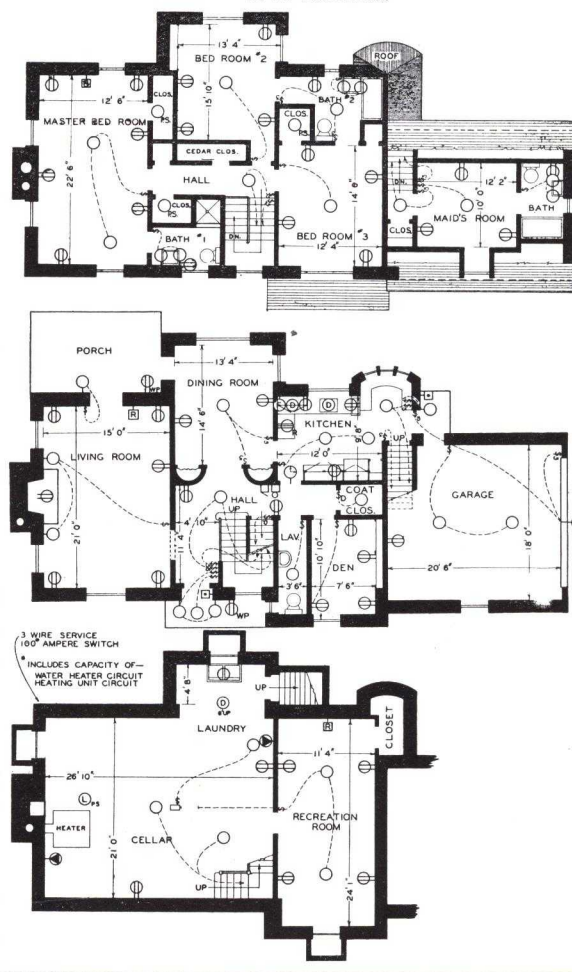 13' 4"
BED ROOM #2
15' 10"
ROOF
12' 6"
MASTER BED ROOM
22' 6"
CLOS.
P.S.
CEDAR CLOS.
HALL
CLOS.
P.S.
BATH #1
DN.
CLOS.
P.S.
BATH #2
14' 8"
BED ROOM #3
12' 4"
DN.
CLOS.
12' 2"
10' 0"
MAID'S ROOM
BATH
R
PORCH
WP
13' 4"
DINING ROOM
14' 6"
R
15' 0"
LIVING ROOM
21' 0"
KITCHEN
12' 0"
9' 8"
R
D
D
UP
HALL
UP
4' 10"
11' 4"
COAT
CLOS.
LAV.
3' 6"
10' 10"
DEN
7' 6"
WP
GARAGE
20' 6"
18' 0"
3 WIRE SERVICE
100* AMPERE SWITCH
* INCLUDES CAPACITY OF—
WATER HEATER CIRCUIT
HEATING UNIT CIRCUIT
4' 8"
D
LAUNDRY
UP
R
CLOSET
11' 4"
26' 10"
L PS
HEATER
21' 0"
CELLAR
UP
RECREATION
ROOM
24' 1"